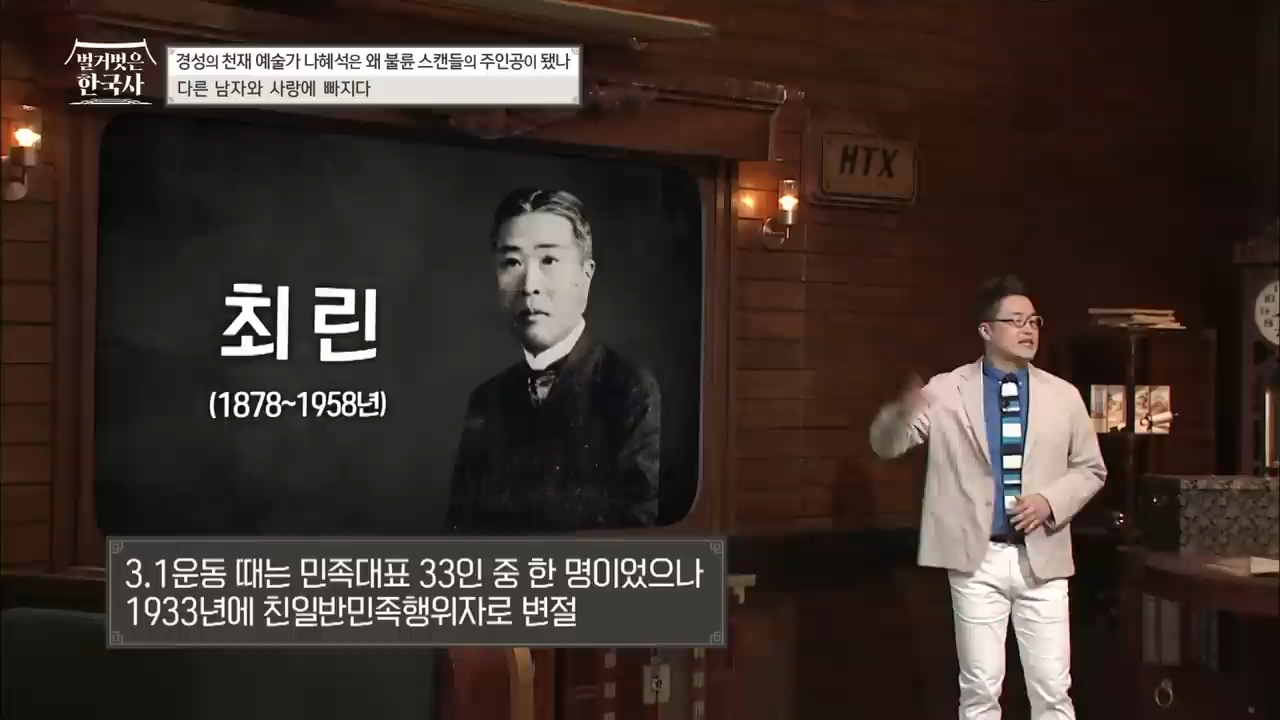 벌거벗은
한국사
경성의 천재 예술가 나혜석은 왜 불륜 스캔들의 주인공이 됐나
다른 남자와 사랑에 빠지다
HTX
최린
(1878~1958년)
3.1운동 때는 민족대표 33인 중 한 명이었으나
1933년에 친일반민족행위자로 변절